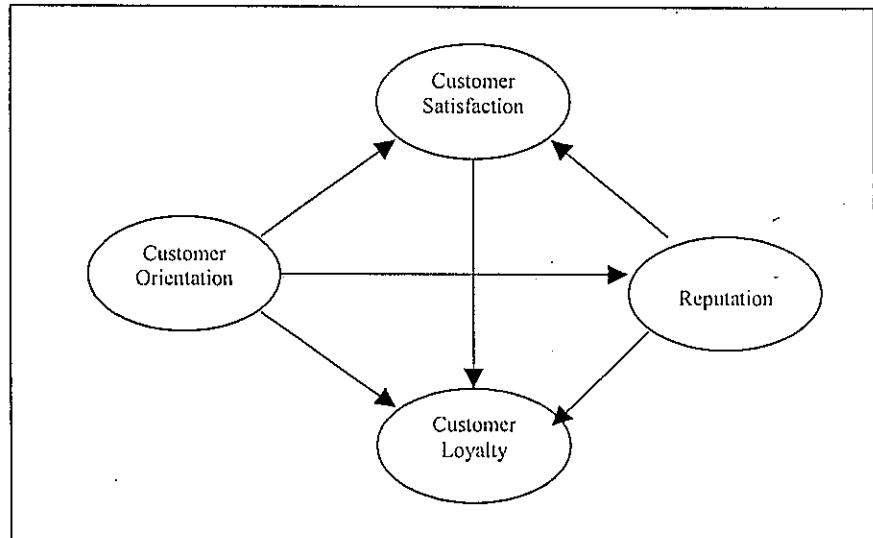 Customer
Satisfaction
Customer
Orientation
Reputation
Customer
Loyalty